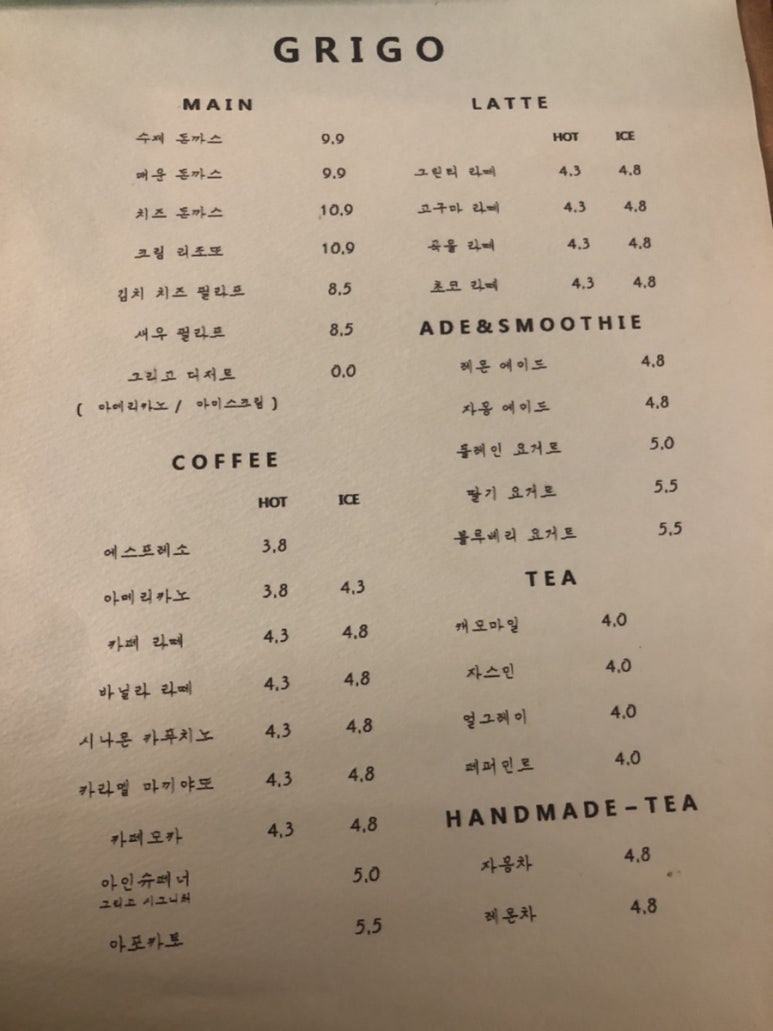 GRIGO
MAIN
수제 돈까스 9.9
매운 돈까스 9.9
치즈 돈까스 10.9
크림 리조또 10.9
김치 치즈 필라프 8.5
새우 필라프 8.5
그리고 디저트 0.0
( 아메리카노 / 아이스크림 )
COFFEE
HOT ICE
에스프레소 3.8
아메리카노 3.8 4.3
카페 라떼 4.3 4.8
바닐라 라떼 4.3 4.8
시나몬 카푸치노 4.3 4.8
카라멜 마끼야또 4.3 4.8
카페모카 4.3 4.8
아인슈페너 5.0
그리고 시그니처
아포카토 5.5
LATTE
HOT ICE
그린티 라떼 4.3 4.8
고구마 라떼 4.3 4.8
곡물 라떼 4.3 4.8
초코 라떼 4.3 4.8
ADE&SMOOTHIE
레몬 에이드 4.8
자몽 에이드 4.8
플레인 요거트 5.0
딸기 요거트 5.5
블루베리 요거트 5.5
TEA
캐모마일 4.0
자스민 4.0
얼그레이 4.0
페퍼민트 4.0
HANDMADE-TEA
자몽차 4.8
레몬차 4.8